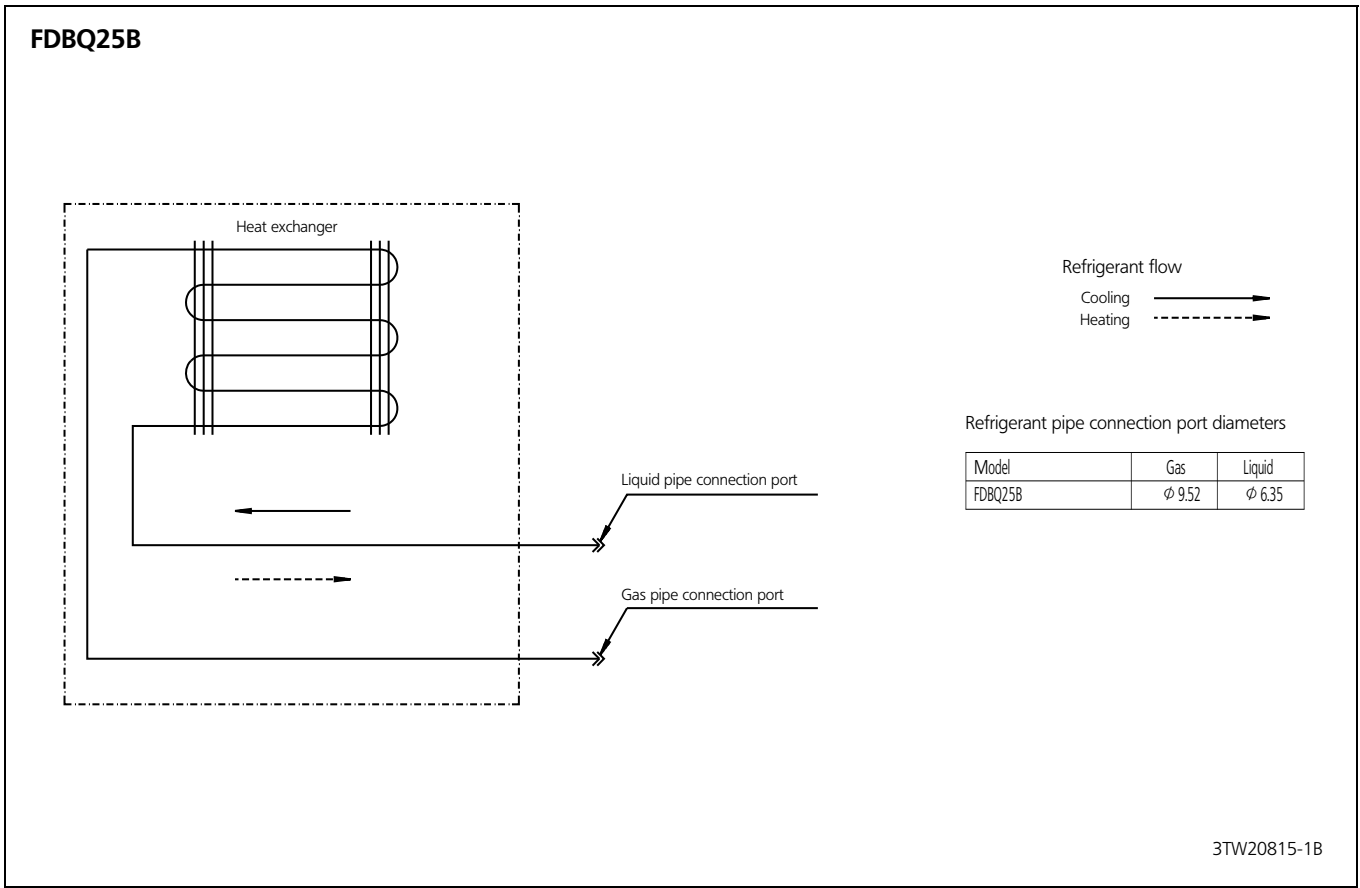 FDBQ25B
Heat exchanger
Refrigerant flow
Cooling
Heating
Refrigerant pipe connection port diameters
Model Gas Liquid
FDBQ25B φ 9.52 φ 6.35
Liquid pipe connection port
Gas pipe connection port
3TW20815-1B